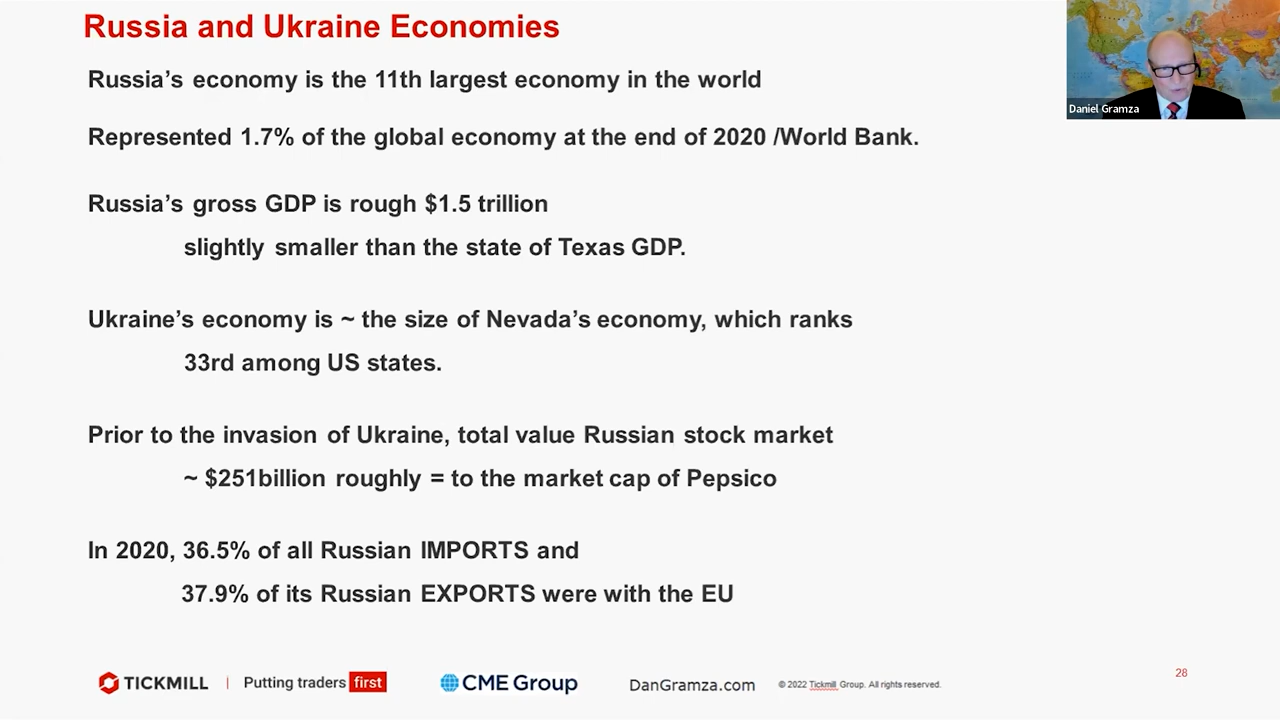 Russia and Ukraine Economies
Daniel Gramza
Russia's economy is the 11th largest economy in the world
Represented 1.7% of the global economy at the end of 2020 /World Bank.
Russia's gross GDP is rough $1.5 trillion
slightly smaller than the state of Texas GDP.
Ukraine's economy is ~ the size of Nevada's economy, which ranks
33rd among US states.
Prior to the invasion of Ukraine, total value Russian stock market
~ $251billion roughly = to the market cap of Pepsico
In 2020, 36.5% of all Russian IMPORTS and
37.9% of its Russian EXPORTS were with the EU
TICKMILL | Putting traders first CME Group DanGramza.com © 2022 Tickmill Group. All rights reserved. 28